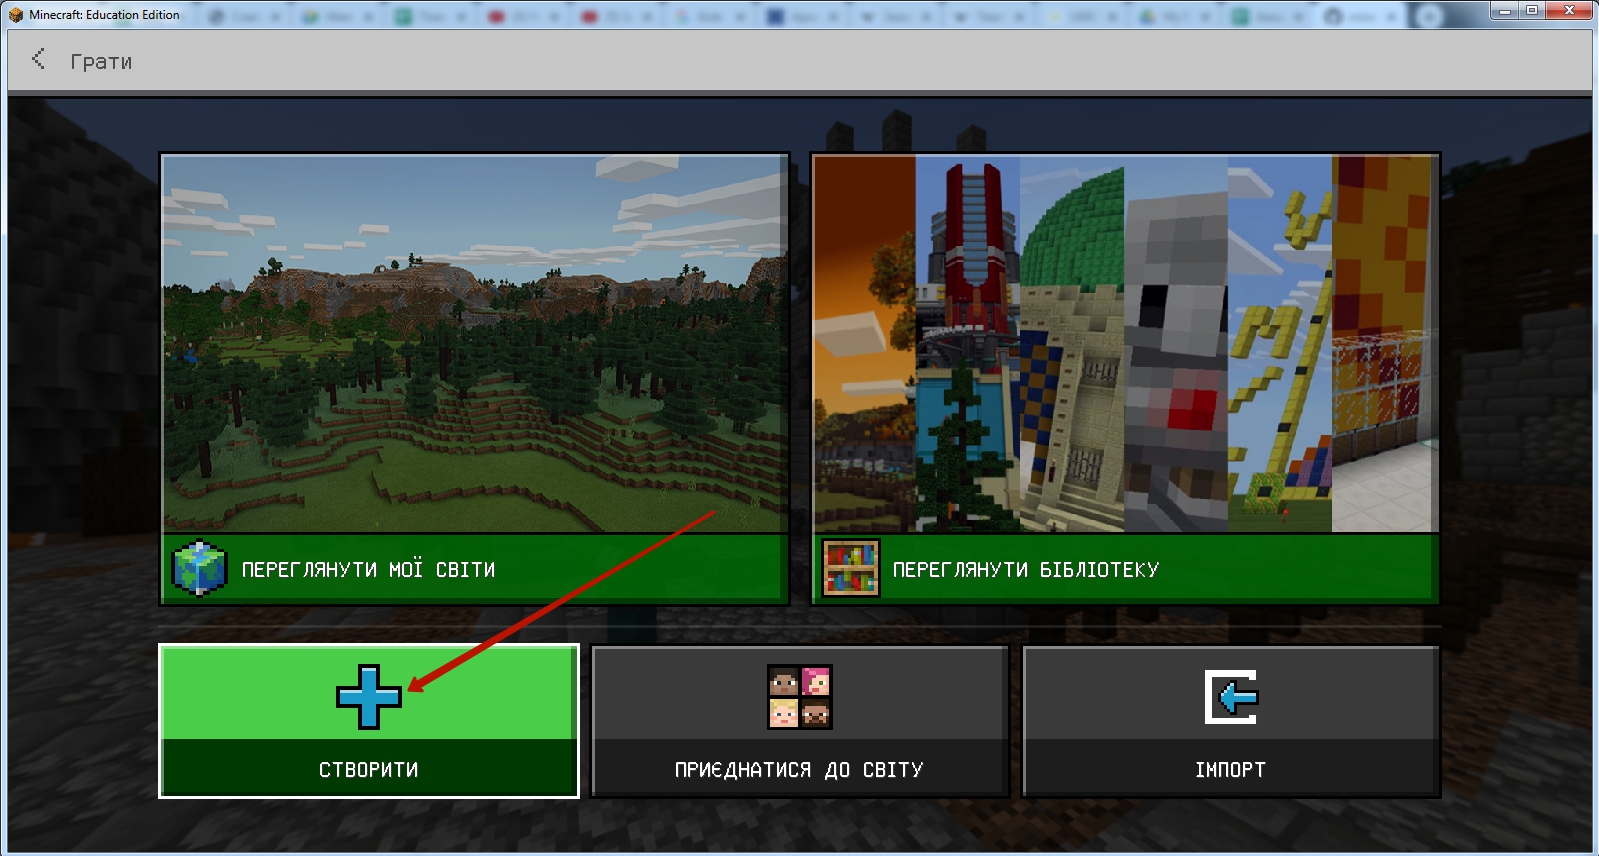 Minecraft: Education Edition
Грати
ПЕРЕГЛЯНУТИ МОЇ СВІТИ
ПЕРЕГЛЯНУТИ БІБЛІОТЕКУ
СТВОРИТИ
ПРИЄДНАТИСЯ ДО СВІТУ
ІМПОРТ